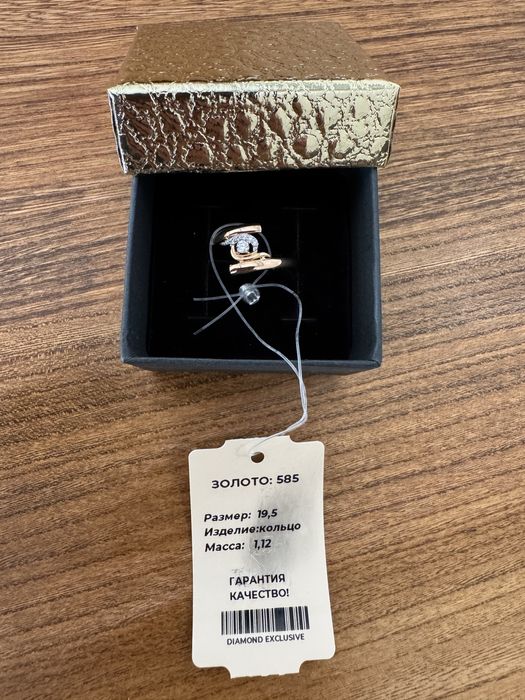 ЗОЛОТО: 585
Размер: 19,5
Изделие:кольцо
Масса: 1,12
ГАРАНТИЯ
КАЧЕСТВО!
DIAMOND EXCLUSIVE